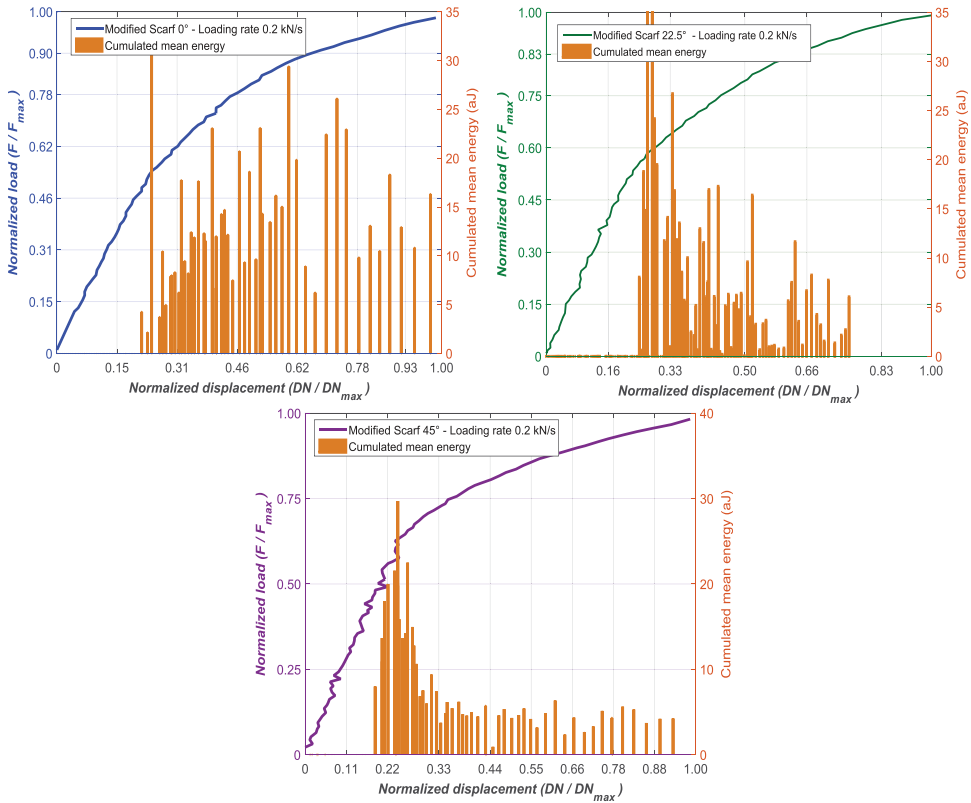 Modified Scarf 0° - Loading rate 0.2 kN/s
Cumulated mean energy
Normalized load (F / Fmax )
1.00
0.93
0.78
0.62
0.46
0.31
0.15
0
0 0.15 0.31 0.46 0.62 0.77 0.93 1.00
Normalized displacement (DN / DNmax )
35
30
25
20
15
10
5
0
Cumulated mean energy (aJ)
Modified Scarf 22.5° - Loading rate 0.2 kN/s
Cumulated mean energy
Normalized load (F / Fmax )
1.00
0.83
0.75
0.60
0.45
0.30
0.15
0
0 0.16 0.33 0.50 0.66 0.83 1.00
Normalized displacement (DN / DNmax )
35
30
25
20
15
10
5
0
Cumulated mean energy (aJ)
Modified Scarf 45° - Loading rate 0.2 kN/s
Cumulated mean energy
Normalized load (F / Fmax )
1.00
0.75
0.50
0.25
0
0 0.11 0.22 0.33 0.44 0.55 0.66 0.77 0.88 1.00
Normalized displacement (DN / DNmax )
40
30
20
10
0
Cumulated mean energy (aJ)